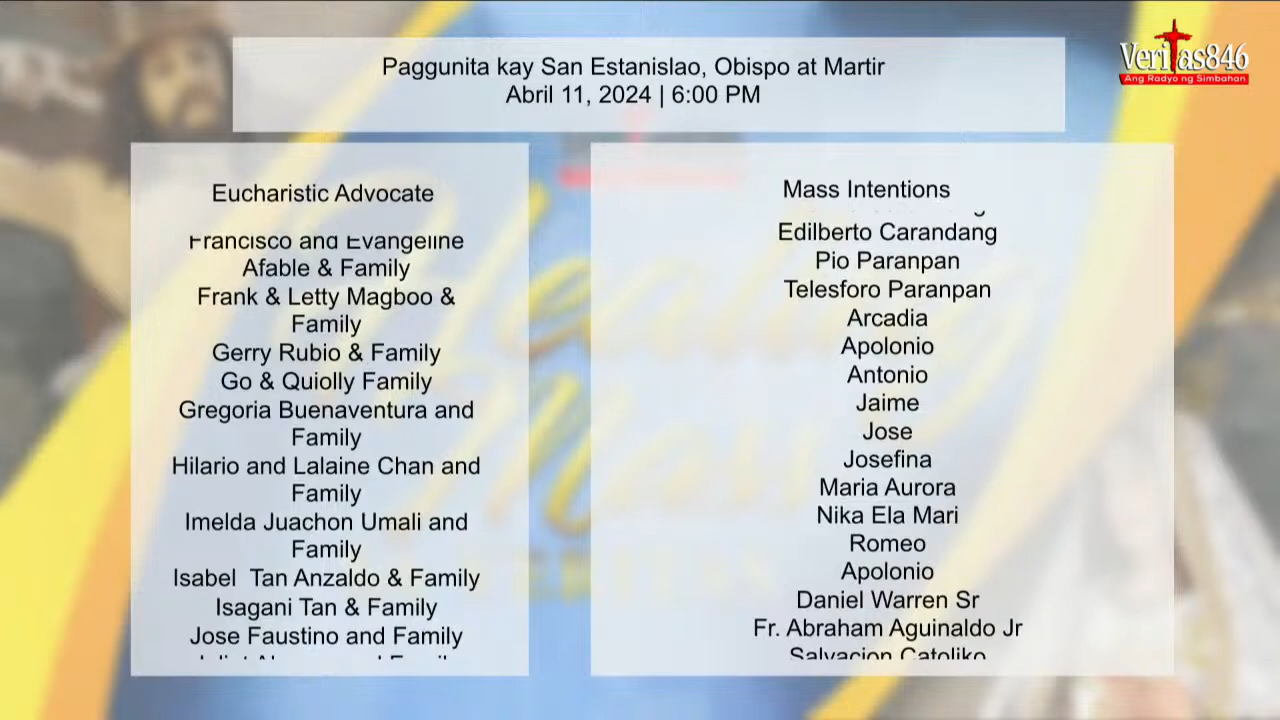 Paggunita kay San Estanislao, Obispo at Martir
Abril 11, 2024 | 6:00 PM
Veritas846
Ang Radyo ng Simbahan
Eucharistic Advocate
Francisco and Evangeline
Afable & Family
Frank & Letty Magboo &
Family
Gerry Rubio & Family
Go & Quiolly Family
Gregoria Buenaventura and
Family
Hilario and Lalaine Chan and
Family
Imelda Juachon Umali and
Family
Isabel  Tan Anzaldo & Family
Isagani Tan & Family
Jose Faustino and Family
Mass Intentions
Edilberto Carandang
Pio Paranpan
Telesforo Paranpan
Arcadia
Apolonio
Antonio
Jaime
Jose
Josefina
Maria Aurora
Nika Ela Mari
Romeo
Apolonio
Daniel Warren Sr
Fr. Abraham Aguinaldo Jr
Salvacion Catoliko